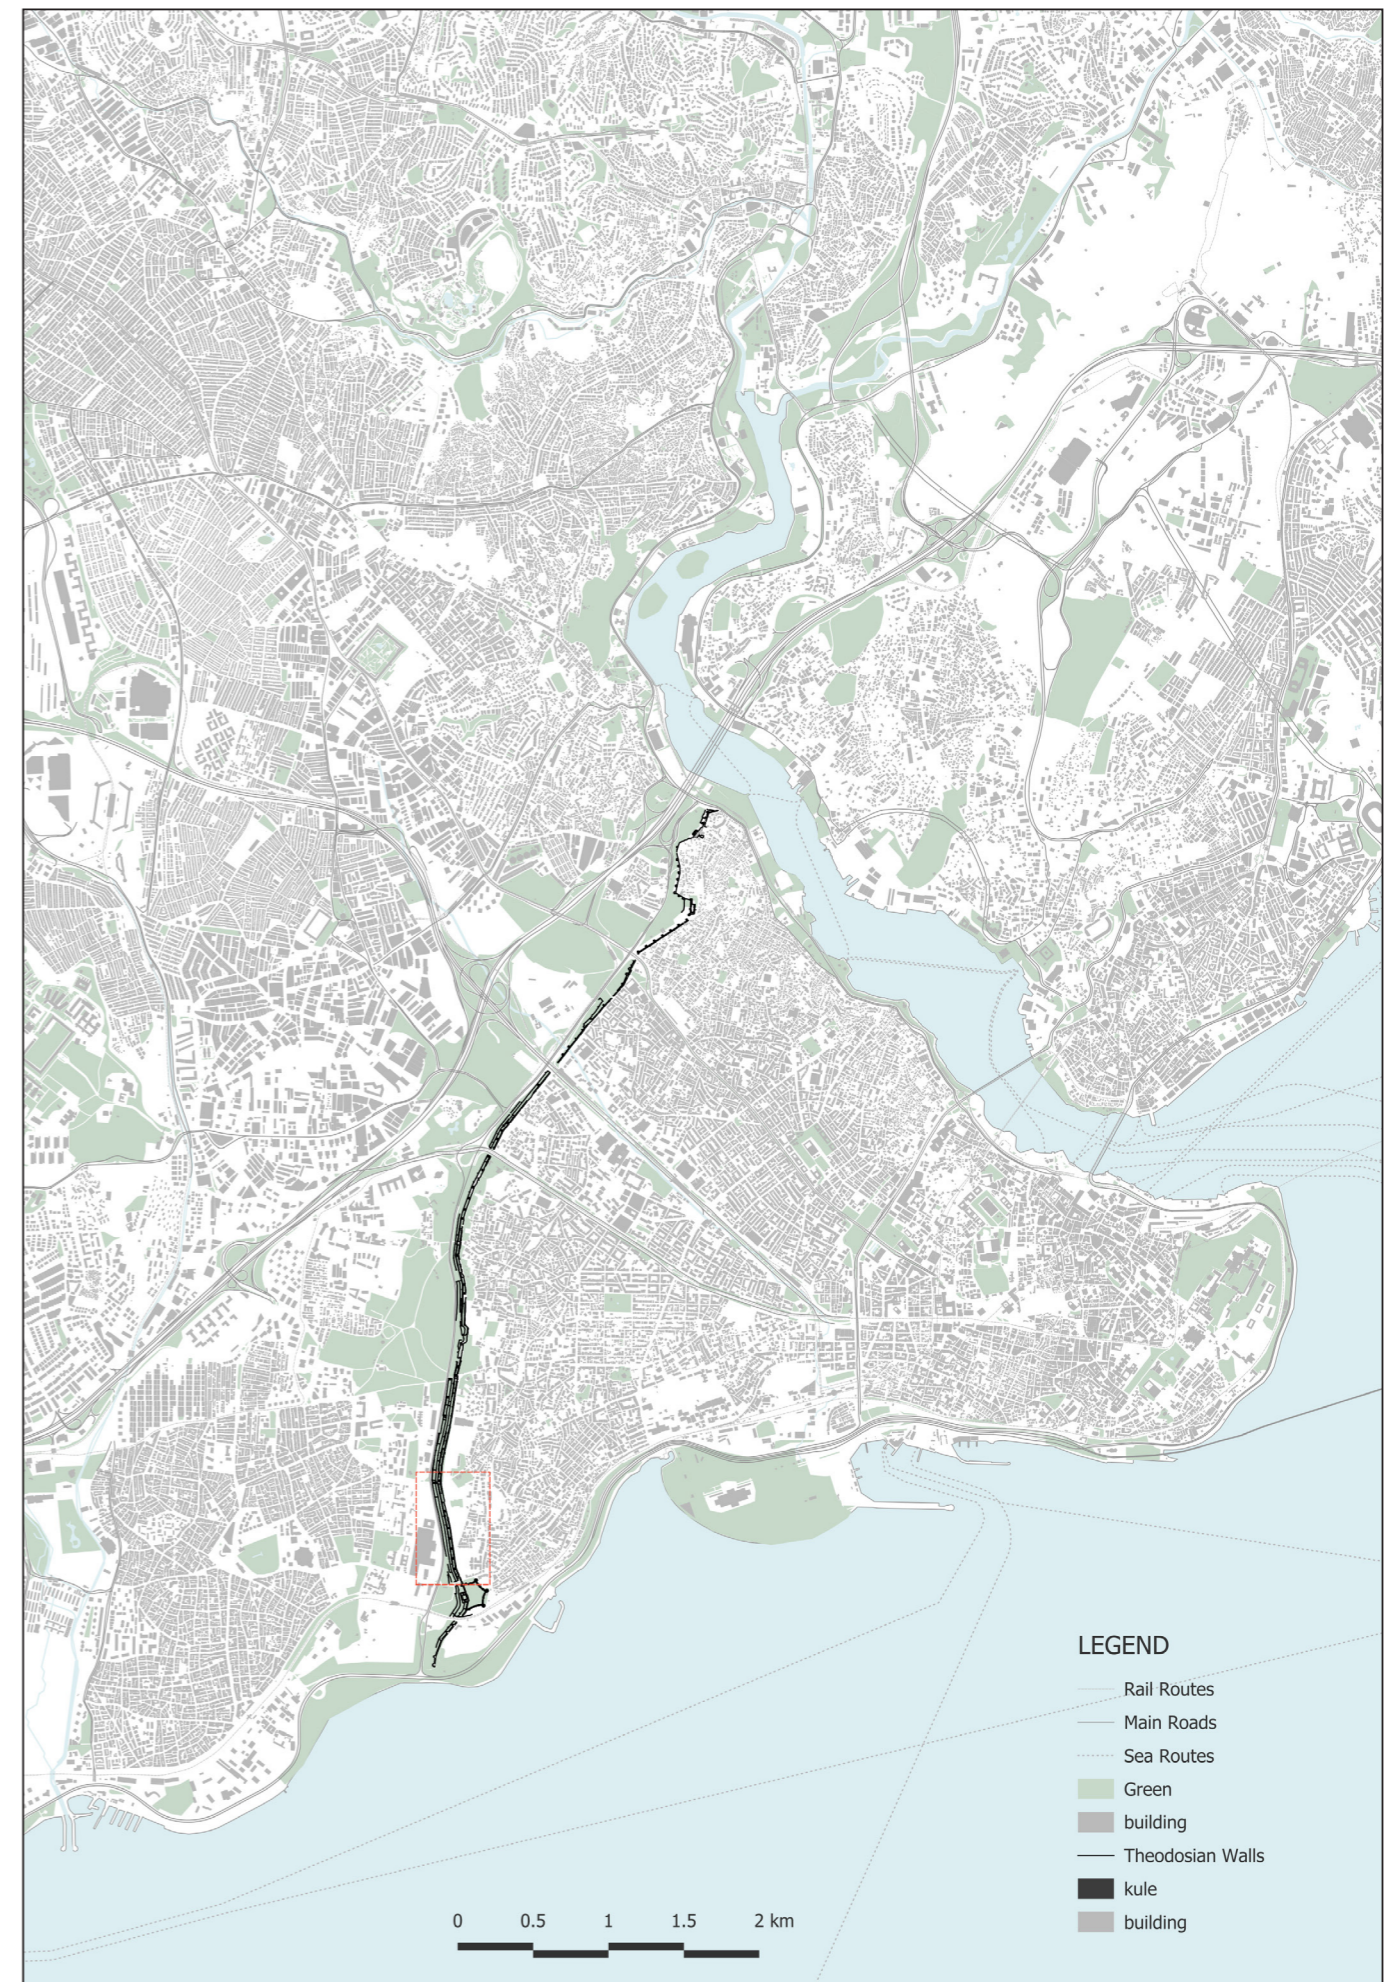 LEGEND
Rail Routes
Main Roads
Sea Routes
Green
building
Theodosian Walls
kule
building
0 0.5 1 1.5 2 km